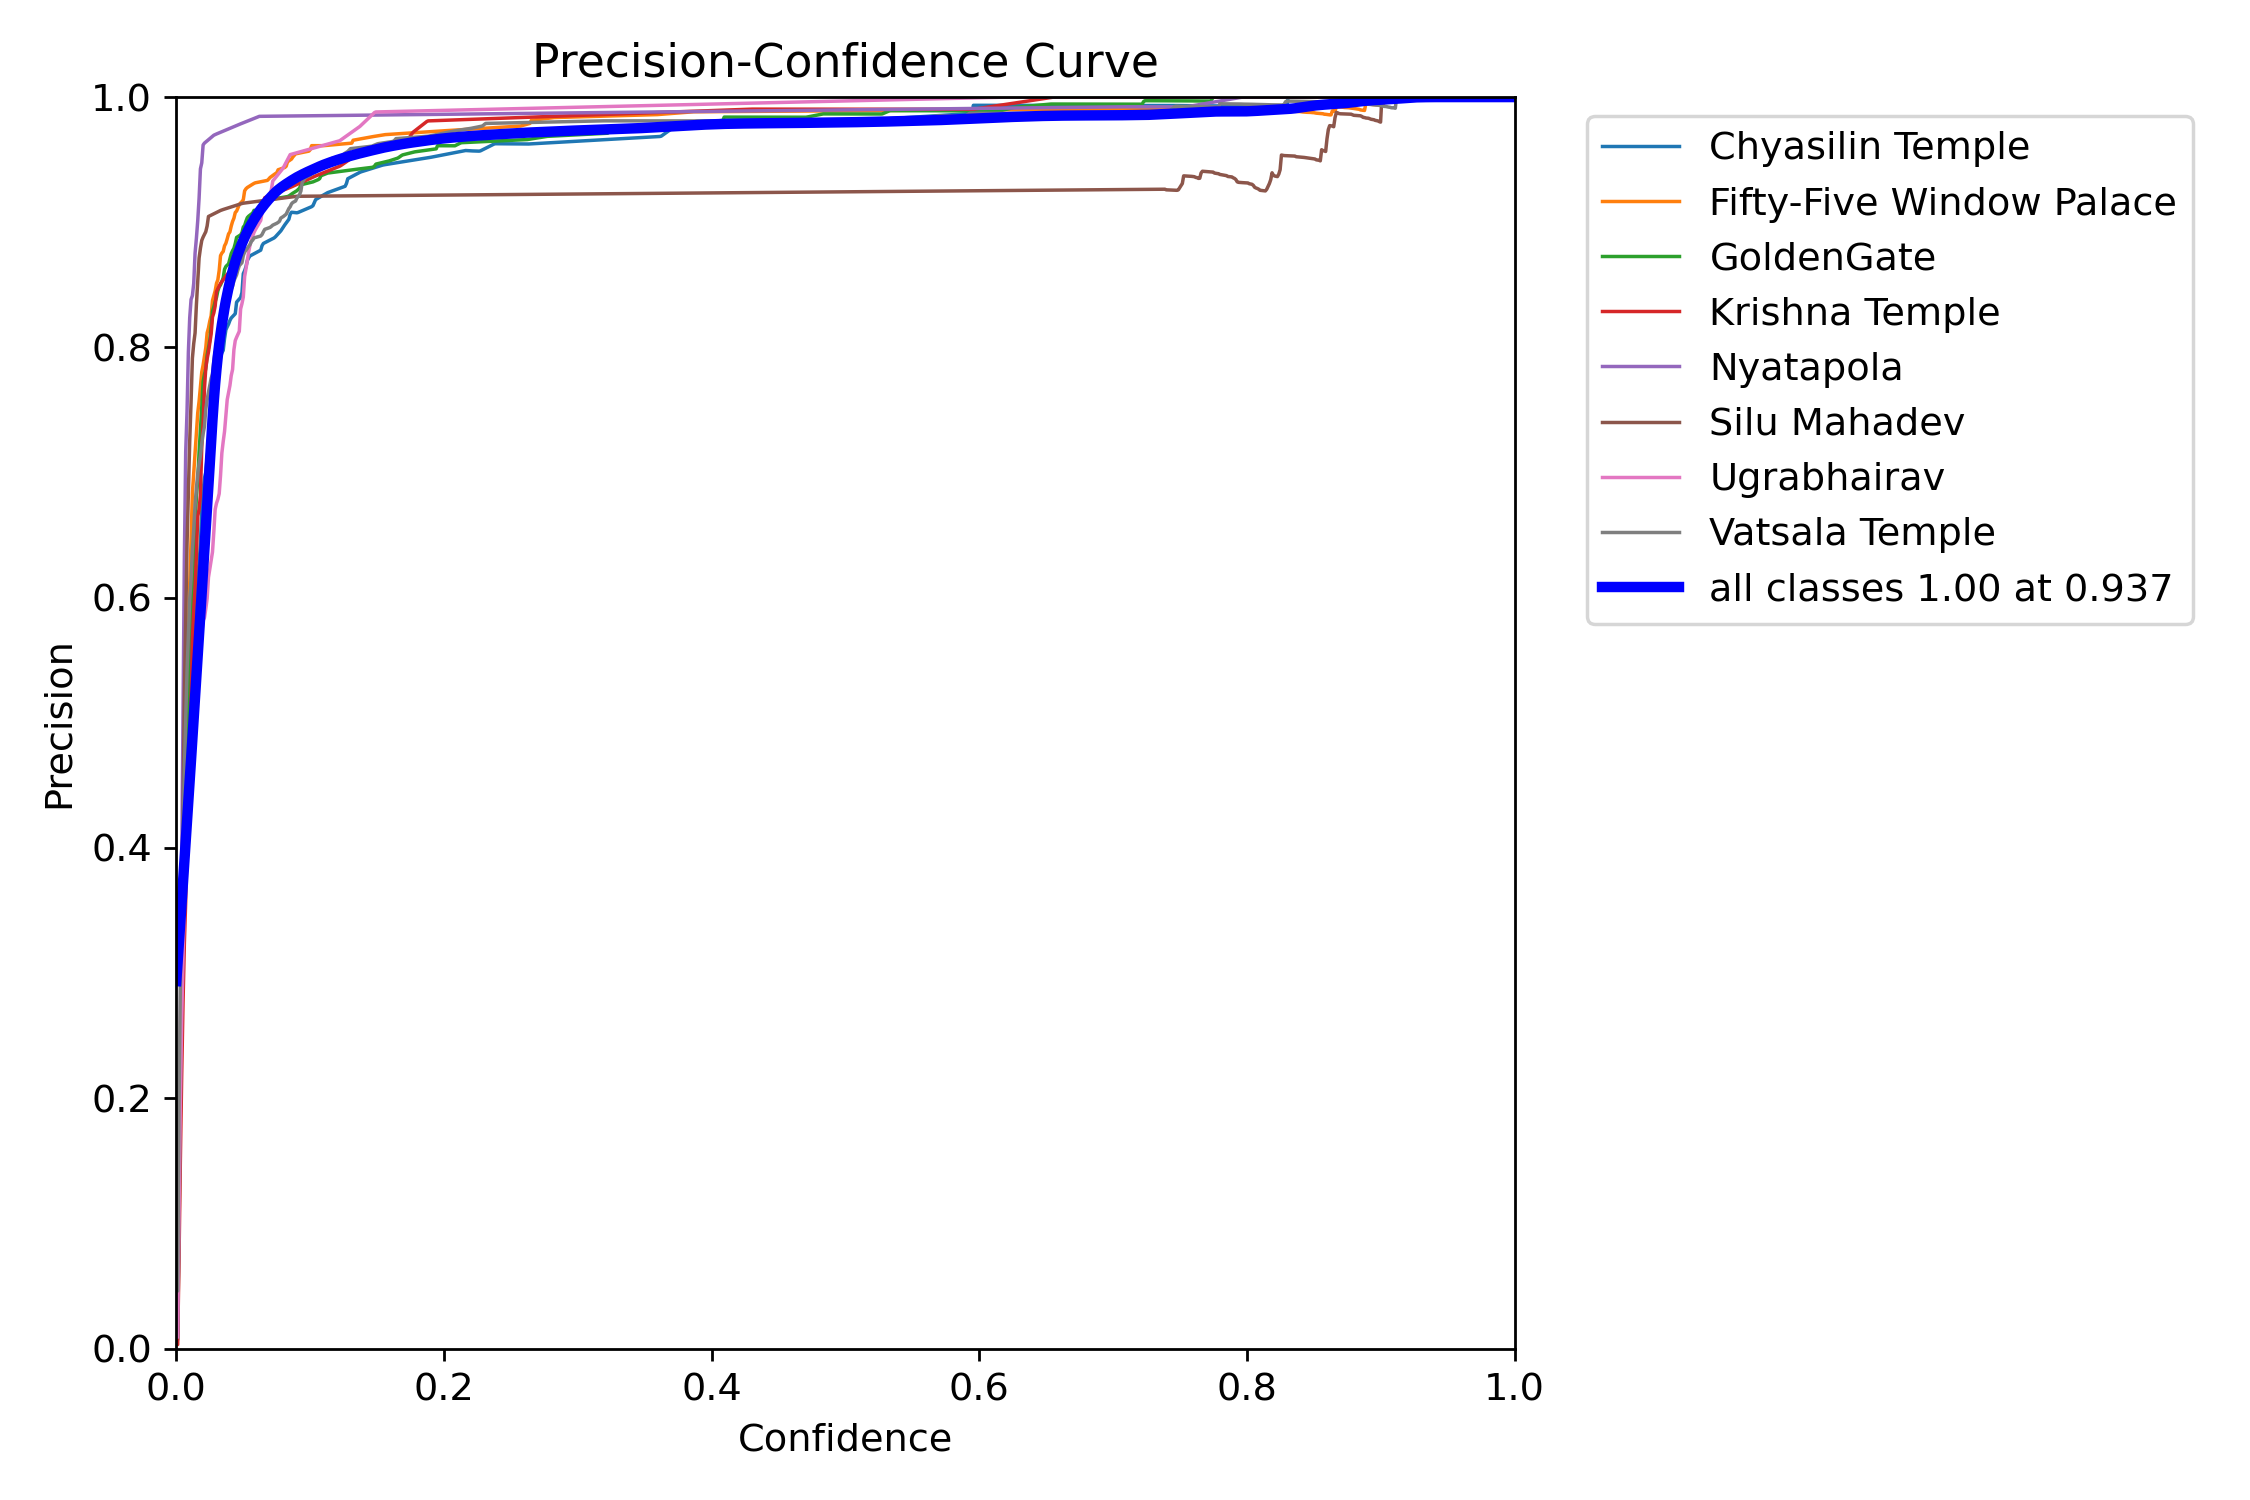 Precision-Confidence Curve
1.0
0.8
0.6
0.4
0.2
0.0
Precision
0.0 0.2 0.4 0.6 0.8 1.0
Confidence
Chyasilin Temple
Fifty-Five Window Palace
GoldenGate
Krishna Temple
Nyatapola
Silu Mahadev
Ugrabhairav
Vatsala Temple
all classes 1.00 at 0.937